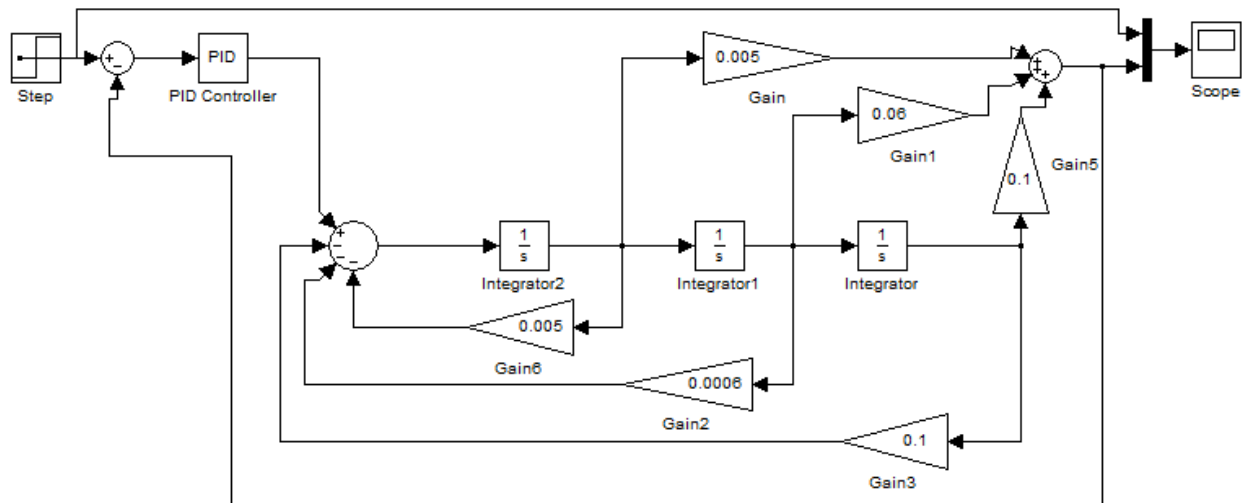 0.005
Gain
PID
Step
PID Controller
Scope
0.06
Gain1
0.1
Gain5
1
s
Integrator2
1
s
Integrator1
1
s
Integrator
0.005
Gain6
0.0006
Gain2
0.1
Gain3